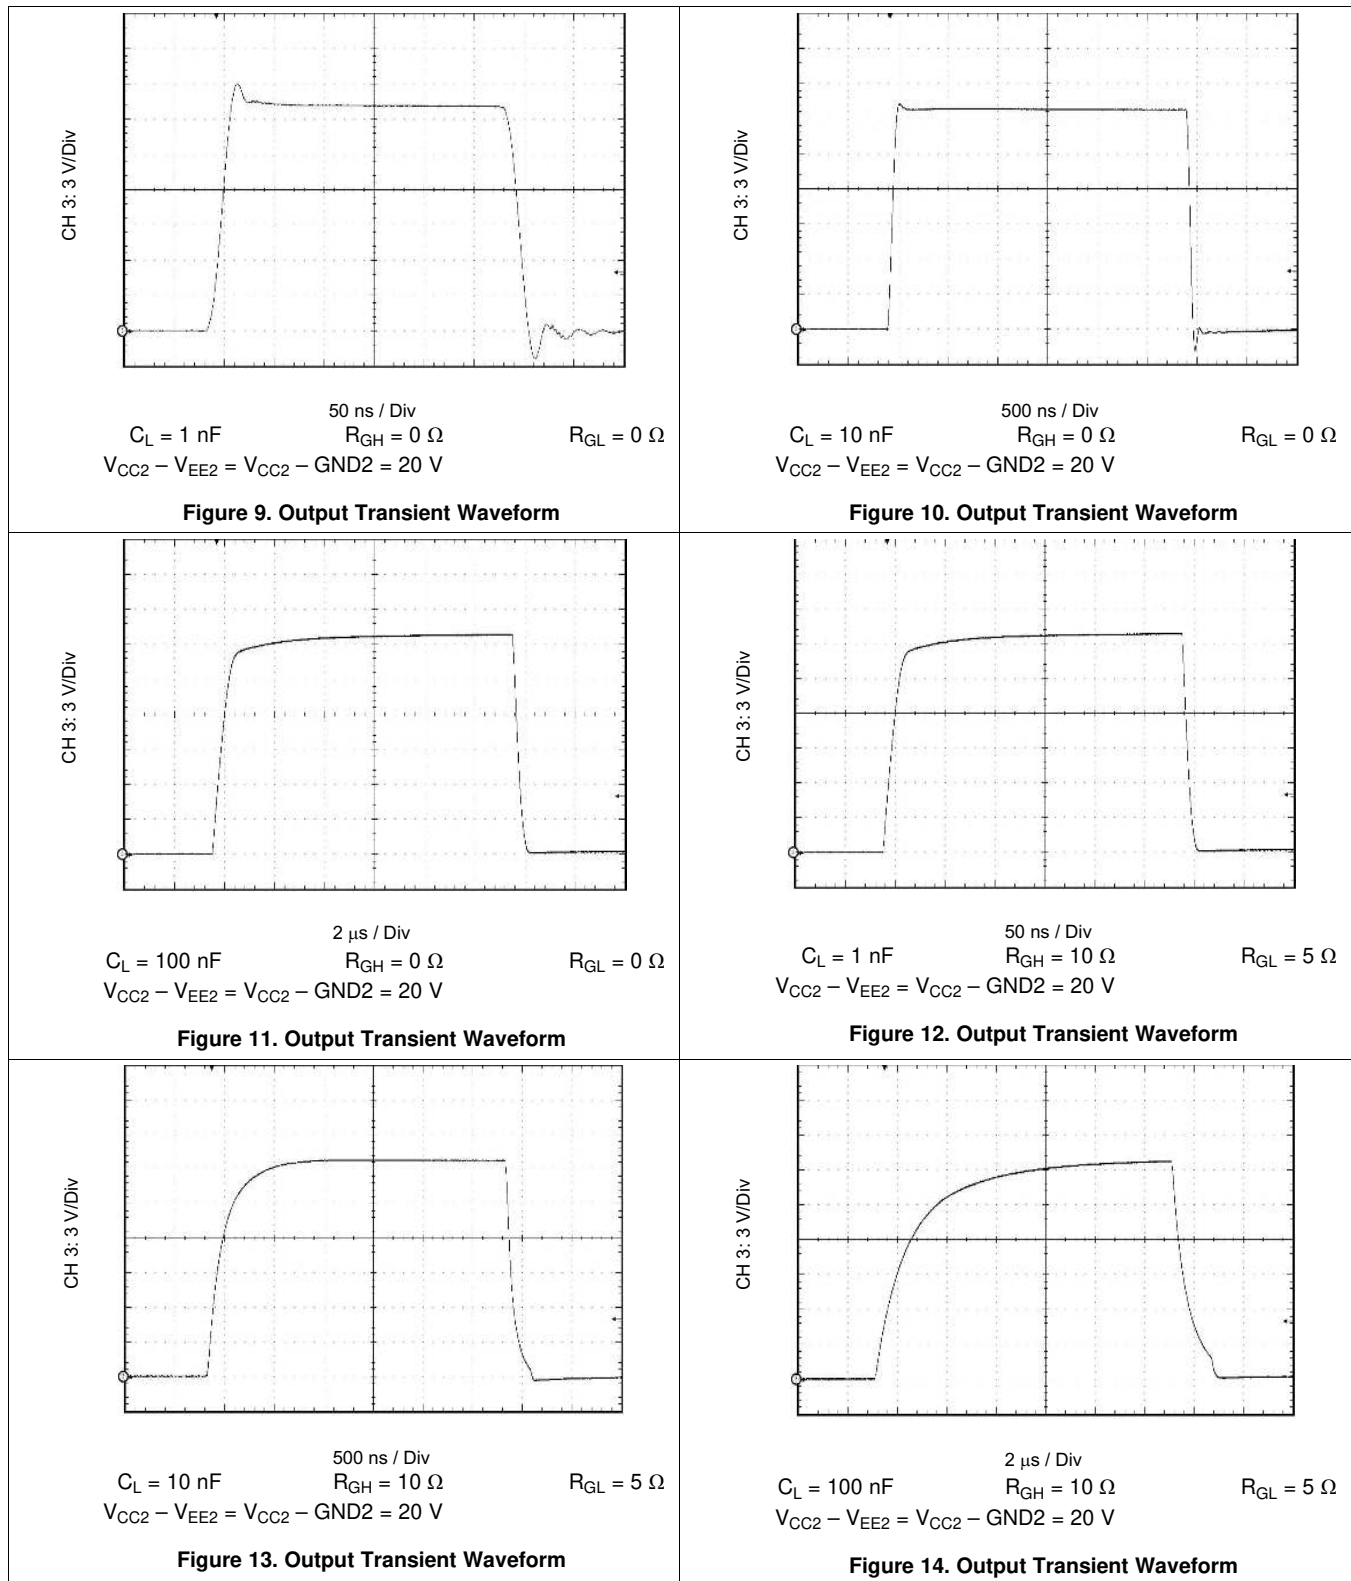 CH 3: 3 V/Div
50 ns / Div
C_L = 1 nF R_GH = 0 Ω R_GL = 0 Ω
V_CC2 – V_EE2 = V_CC2 – GND2 = 20 V
Figure 9. Output Transient Waveform
CH 3: 3 V/Div
500 ns / Div
C_L = 10 nF R_GH = 0 Ω R_GL = 0 Ω
V_CC2 – V_EE2 = V_CC2 – GND2 = 20 V
Figure 10. Output Transient Waveform
CH 3: 3 V/Div
2 μs / Div
C_L = 100 nF R_GH = 0 Ω R_GL = 0 Ω
V_CC2 – V_EE2 = V_CC2 – GND2 = 20 V
Figure 11. Output Transient Waveform
CH 3: 3 V/Div
50 ns / Div
C_L = 1 nF R_GH = 10 Ω R_GL = 5 Ω
V_CC2 – V_EE2 = V_CC2 – GND2 = 20 V
Figure 12. Output Transient Waveform
CH 3: 3 V/Div
500 ns / Div
C_L = 10 nF R_GH = 10 Ω R_GL = 5 Ω
V_CC2 – V_EE2 = V_CC2 – GND2 = 20 V
Figure 13. Output Transient Waveform
CH 3: 3 V/Div
2 μs / Div
C_L = 100 nF R_GH = 10 Ω R_GL = 5 Ω
V_CC2 – V_EE2 = V_CC2 – GND2 = 20 V
Figure 14. Output Transient Waveform